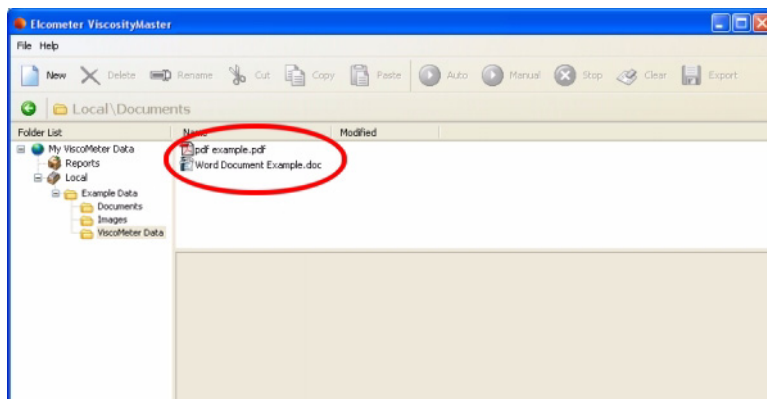 Elcometer ViscosityMaster
File Help
New Delete Rename Cut Copy Paste Auto Manual Stop Clear Export
Local\Documents
Folder List Name Modified
My ViscoMeter Data
Reports
Local
Example Data
Documents
Images
ViscoMeter Data
pdf example.pdf
Word Document Example.doc